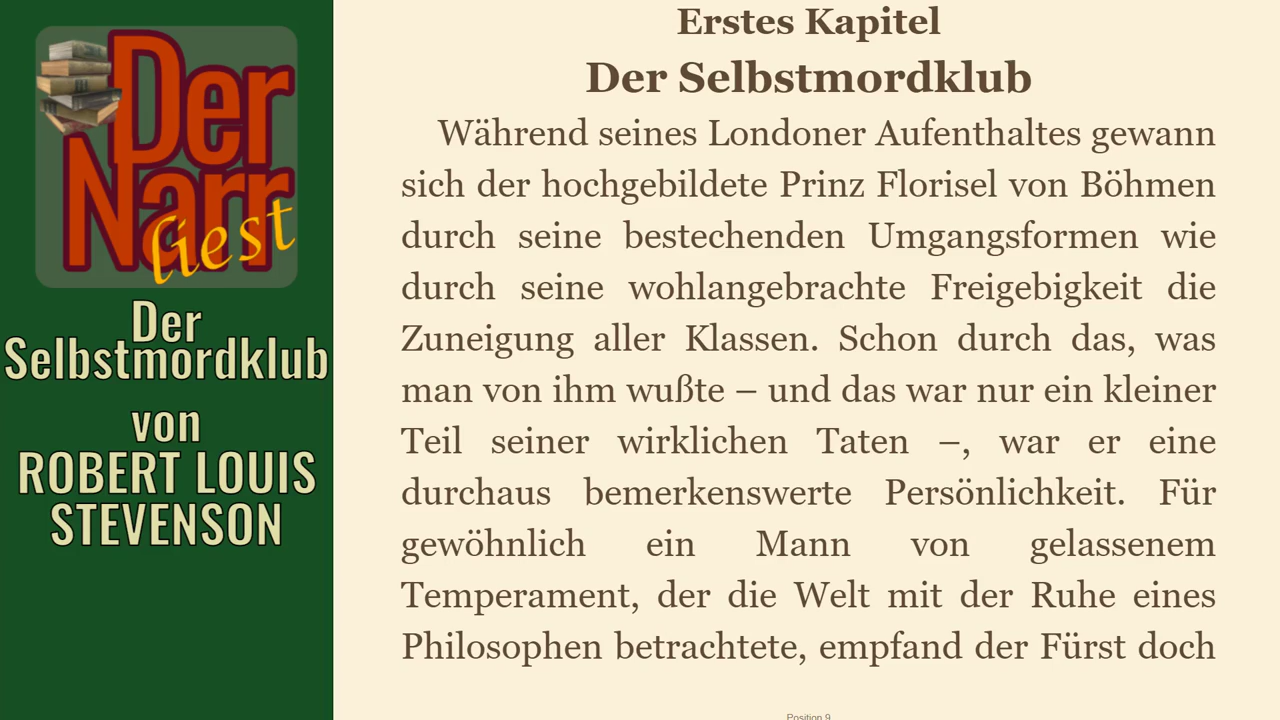 Der
Narr
liest
Der
Selbstmordklub
von
ROBERT LOUIS
STEVENSON
Erstes Kapitel
Der Selbstmordklub
Während seines Londoner Aufenthaltes gewann
sich der hochgebildete Prinz Florisel von Böhmen
durch seine bestechenden Umgangsformen wie
durch seine wohlangebrachte Freigebigkeit die
Zuneigung aller Klassen. Schon durch das, was
man von ihm wußte – und das war nur ein kleiner
Teil seiner wirklichen Taten –, war er eine
durchaus bemerkenswerte Persönlichkeit. Für
gewöhnlich ein Mann von gelassenem
Temperament, der die Welt mit der Ruhe eines
Philosophen betrachtete, empfand der Fürst doch
Position 9